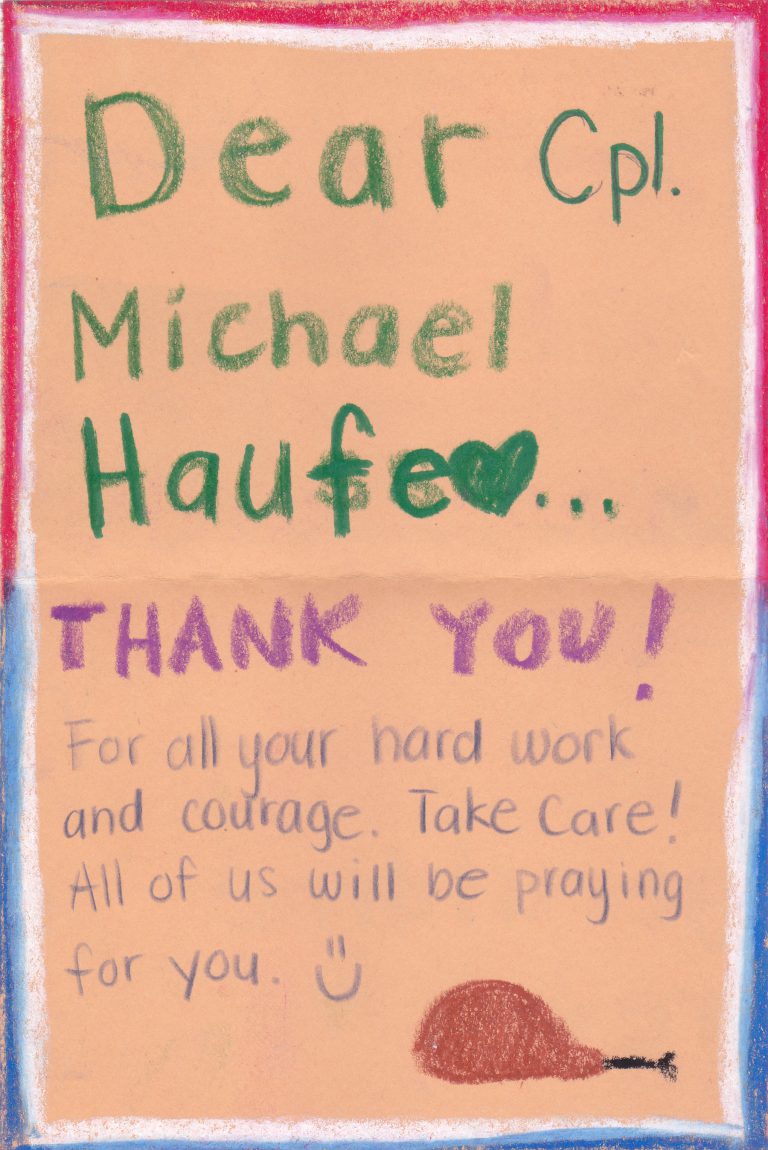 Dear Cpl.
Michael
Haufe...
THANK YOU!
For all your hard work
and courage. Take Care!
All of us will be praying
for you.